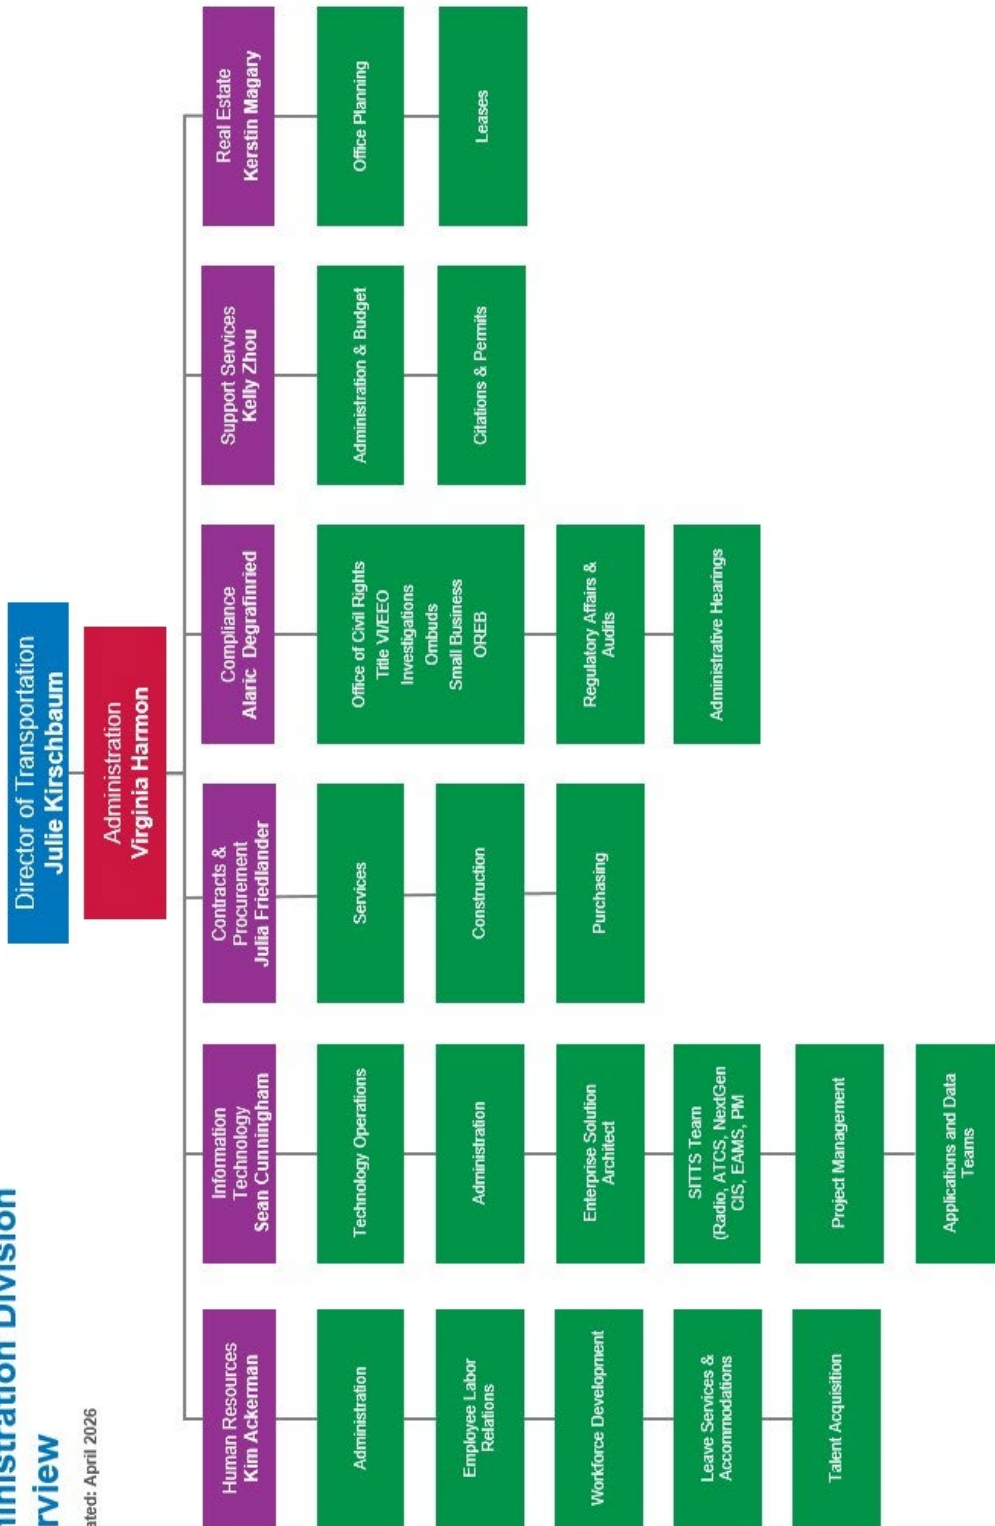 rview
April 2026
Director of Transportation
Julie Kirschbaum
Administration
Virginia Harmon
Human Resources
Kim Ackerman
Administration
Employee Labor
Relations
Workforce Development
Leave Services &
Accommodations
Talent Acquisition
Information
Technology
Sean Cunningham
Technology Operations
Administration
Enterprise Solution
Architect
SITTS Team
(Radio, ATCS, NextGen
CIS, EAMS, PM
Project Management
Applications and Data
Teams
Contracts &
Procurement
Julia Friedlander
Services
Construction
Purchasing
Compliance
Alaric Degrafinried
Office of Civil Rights
Title VI/EEO
Investigations
Ombuds
Small Business
OREB
Regulatory Affairs &
Audits
Administrative Hearings
Support Services
Kelly Zhou
Administration & Budget
Citations & Permits
Real Estate
Kerstin Magary
Office Planning
Leases